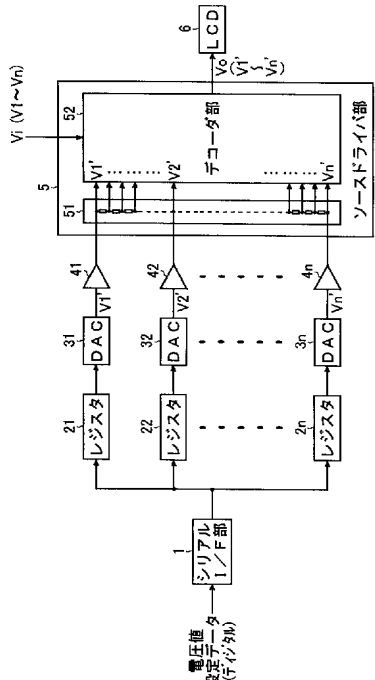 電圧値
設定データ
(ディジタル)
1
シリアル
I/F部
21
レジスタ
22
レジスタ
2n
レジスタ
31
DAC
32
DAC
3n
DAC
V1'
V2'
Vn'
41
42
4n
5
51
52
V1'
V2'
Vn'
デコーダ部
ソースドライバ部
Vi (V1~Vn)
Vo
(V1'
~Vn')
6
LCD